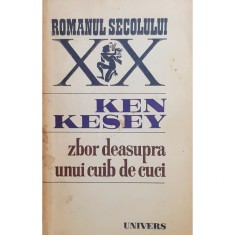 ROMANUL SECOLULUI
XX
KEN
KESEY
zbor deasupra
unui cuib de cuci
UNIVERS